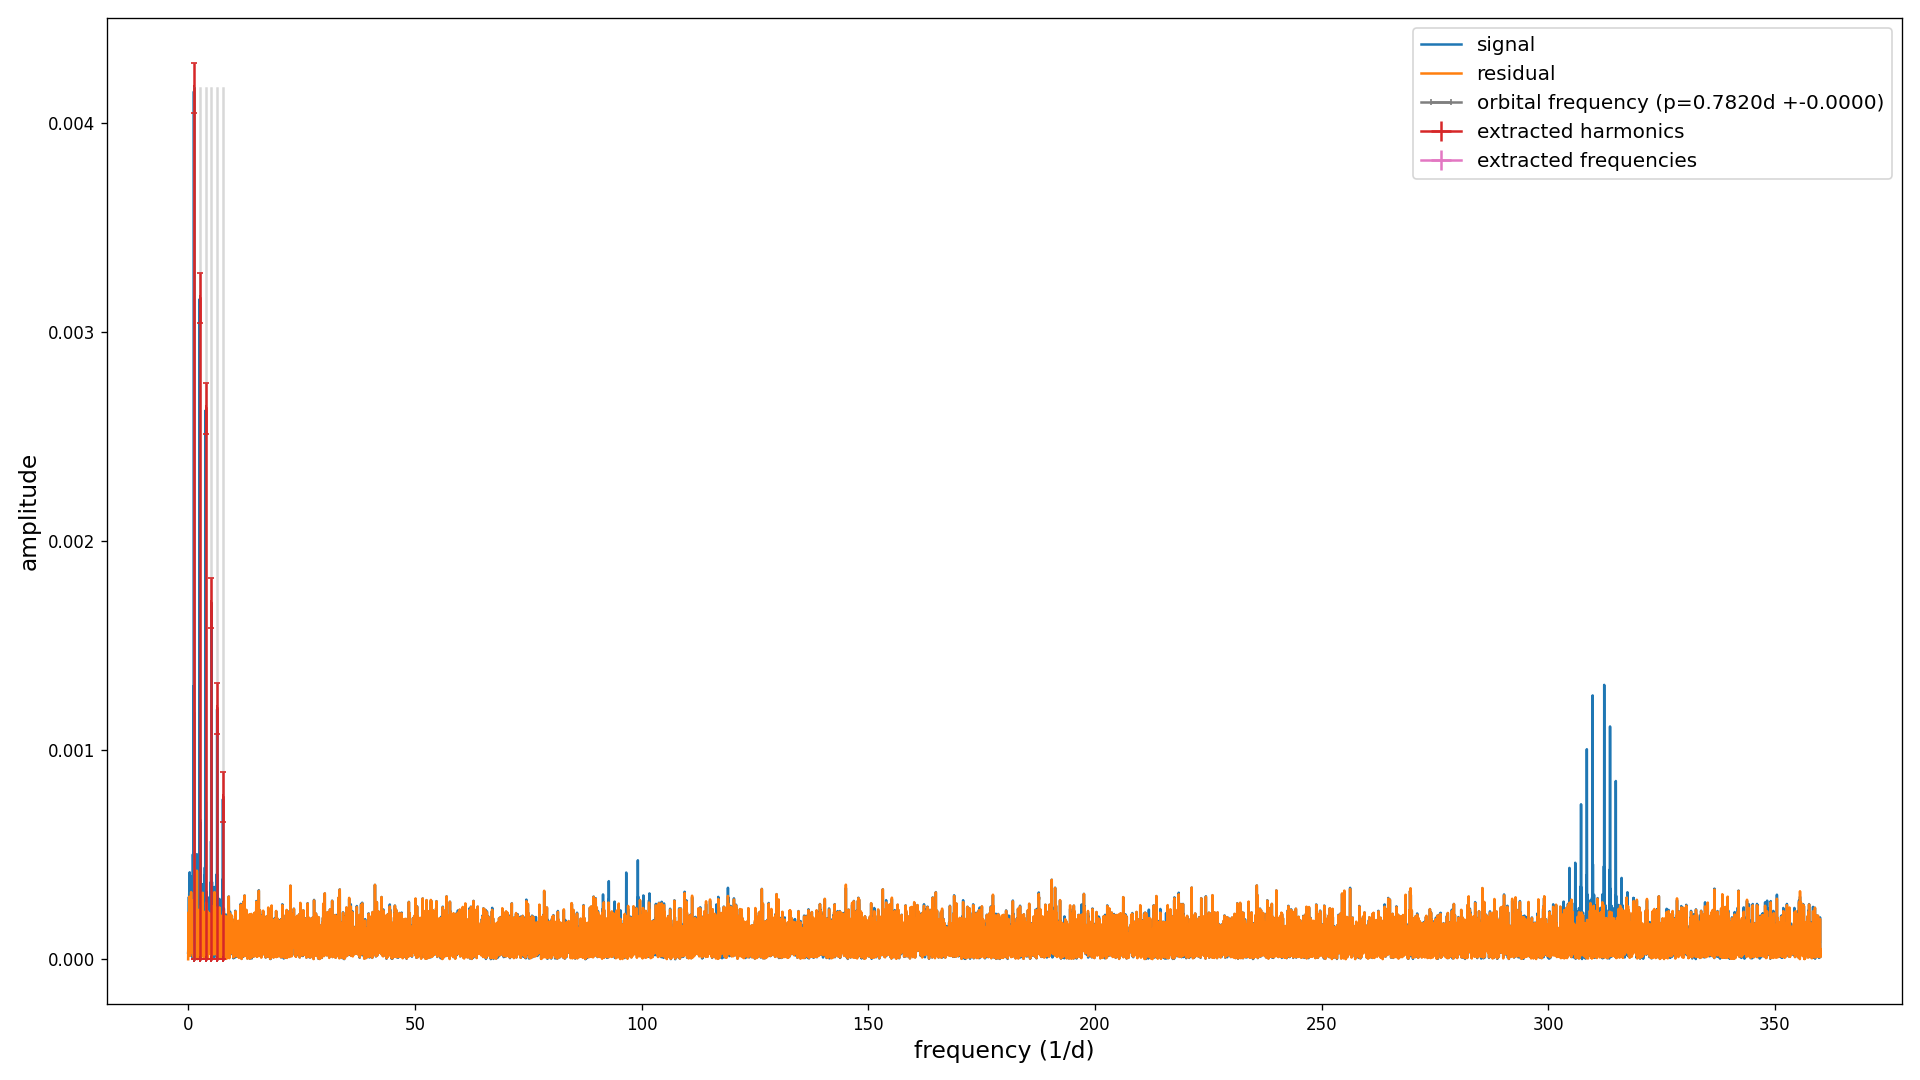 signal
residual
orbital frequency (p=0.7820d +-0.0000)
extracted harmonics
extracted frequencies
amplitude
0.004
0.003
0.002
0.001
0.000
0 50 100 150 200 250 300 350
frequency (1/d)